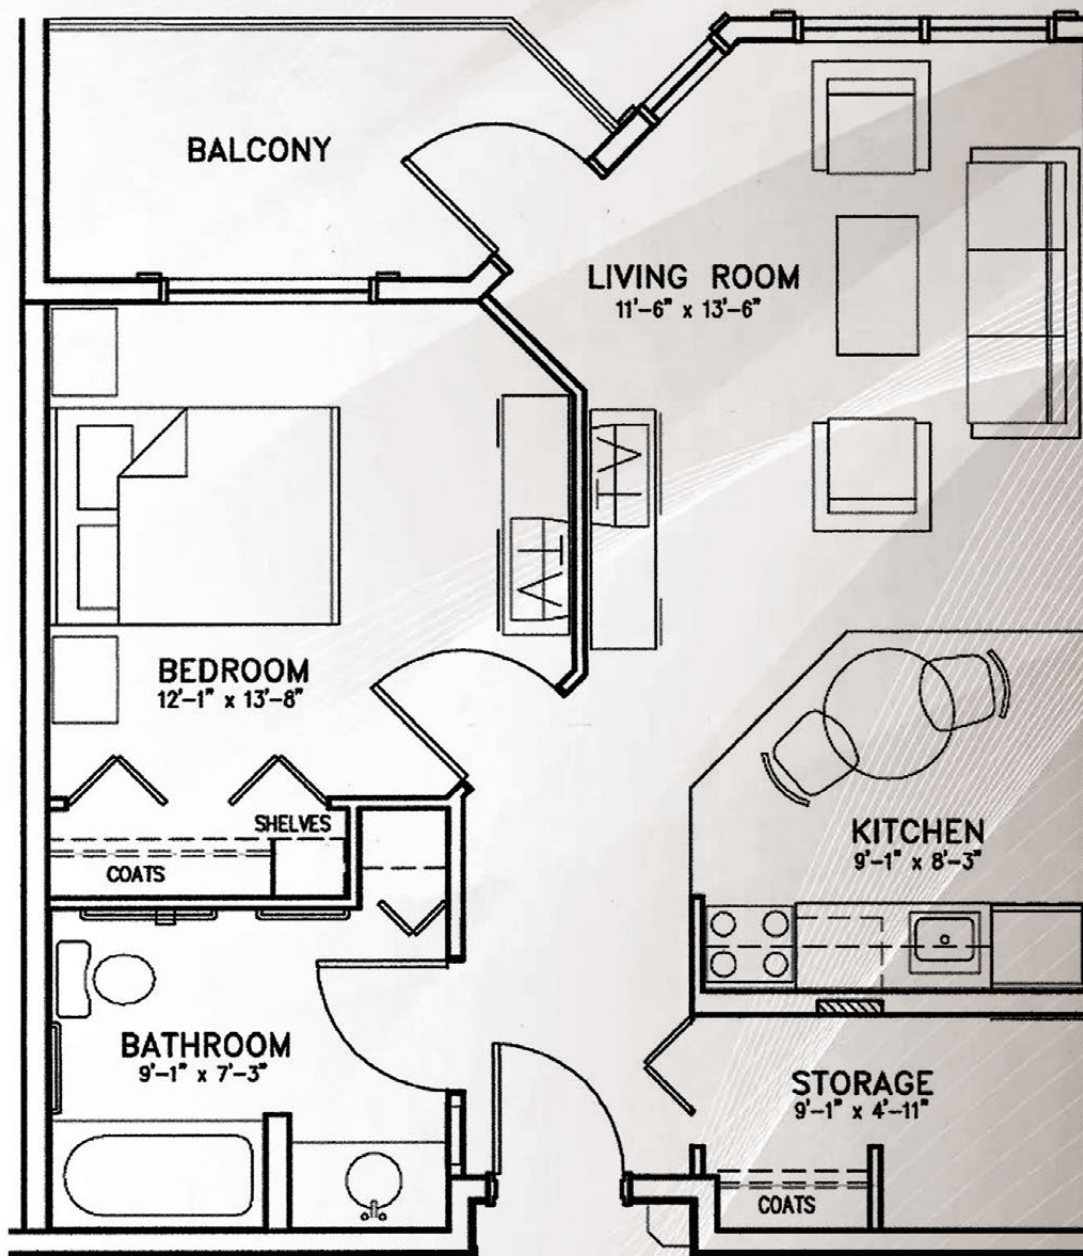 BALCONY
LIVING ROOM
11'-6" x 13'-6"
TV
TV
BEDROOM
12'-1" x 13'-8"
SHELVES
COATS
KITCHEN
9'-1" x 8'-3"
BATHROOM
9'-1" x 7'-3"
STORAGE
9'-1" x 4'-11"
COATS